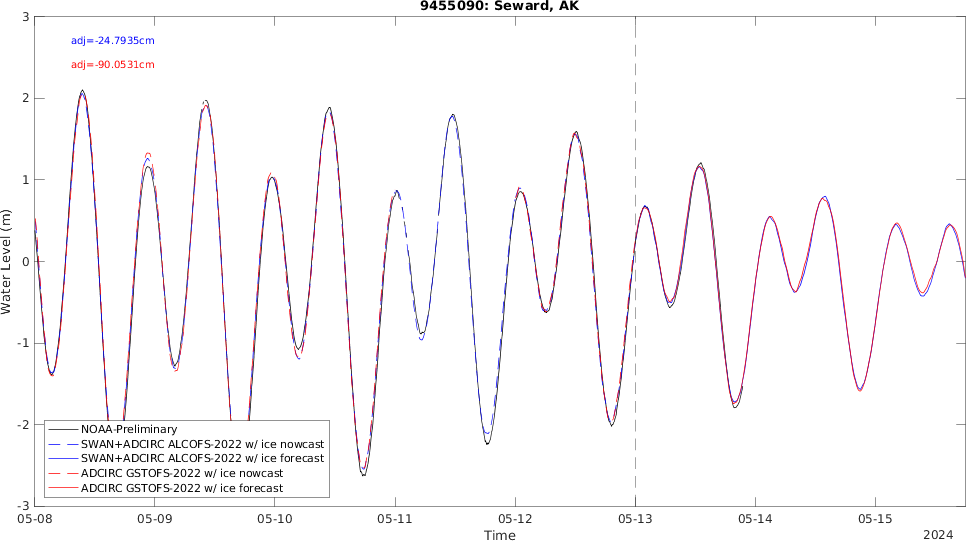 9455090: Seward, AK
adj=-24.7935cm
adj=-90.0531cm
Water Level (m)
3
2
1
0
-1
-2
-3
NOAA-Preliminary
SWAN+ADCIRC ALCOFS-2022 w/ ice nowcast
SWAN+ADCIRC ALCOFS-2022 w/ ice forecast
ADCIRC GSTOFS-2022 w/ ice nowcast
ADCIRC GSTOFS-2022 w/ ice forecast
05-08 05-09 05-10 05-11 05-12 05-13 05-14 05-15
Time
2024